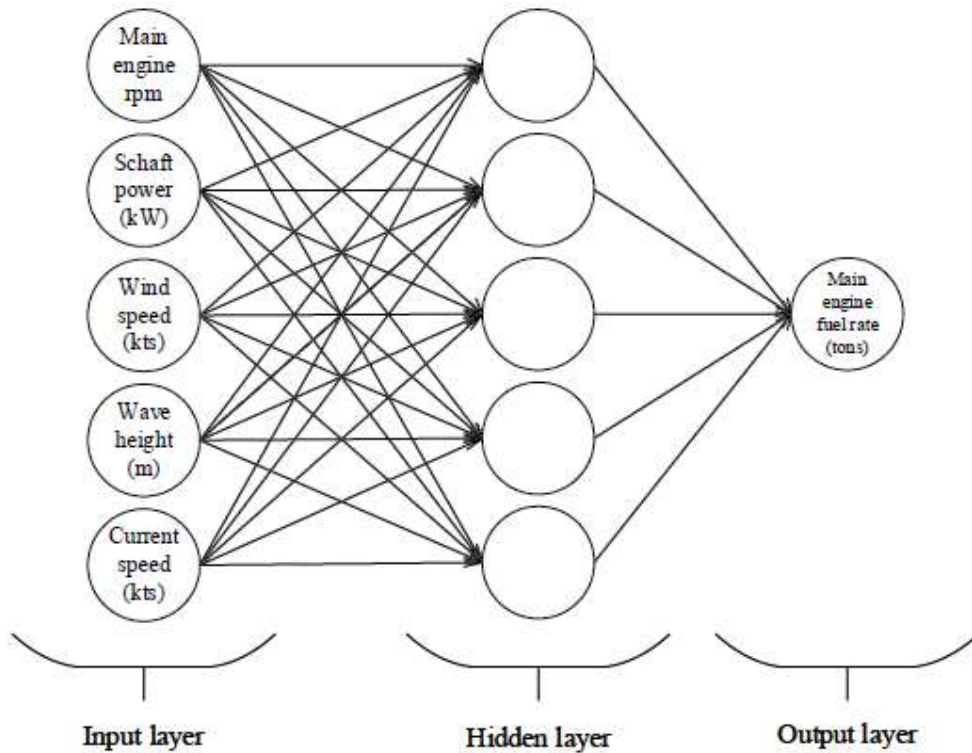 Main
engine
rpm
Schaft
power
(kW)
Wind
speed
(kts)
Wave
height
(m)
Current
speed
(kts)
Main
engine
fuel rate
(tons)
Input layer
Hidden layer
Output layer